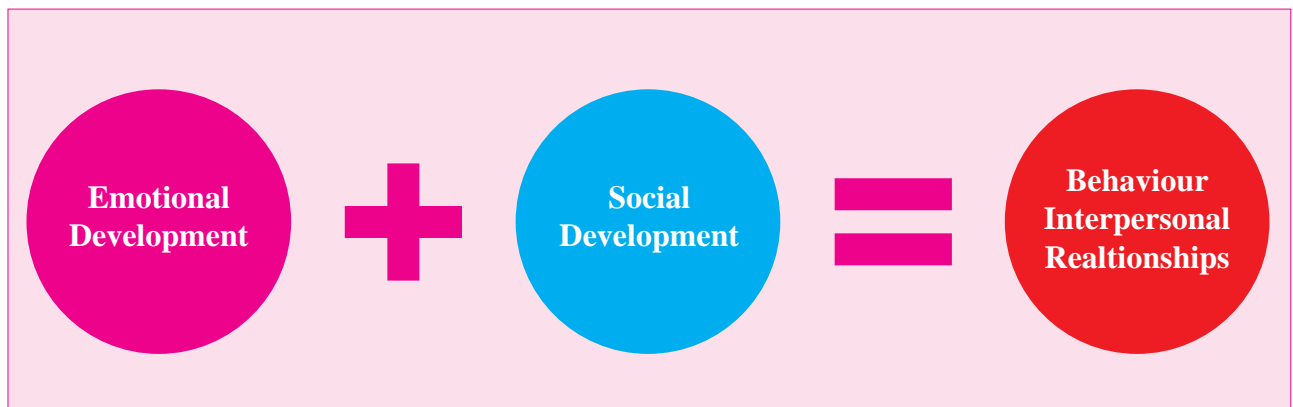 Emotional
Development
Social
Development
Behaviour
Interpersonal
Realtionships